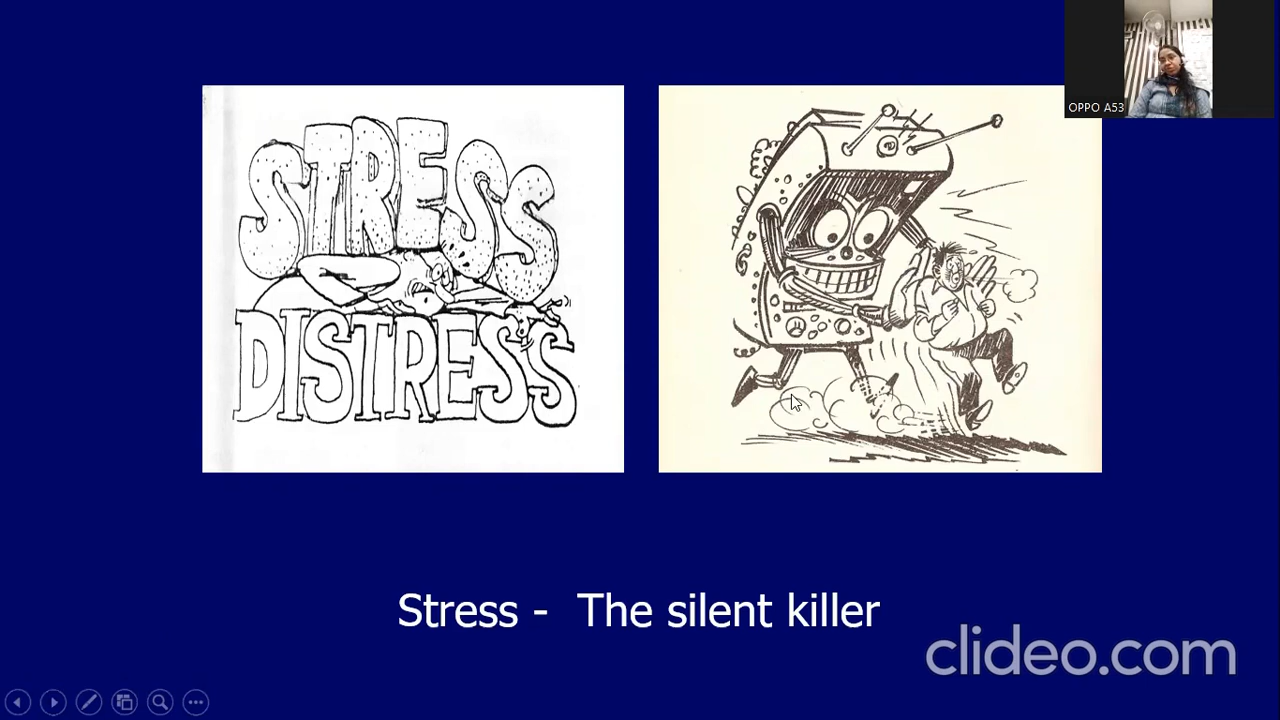 OPPO A53
STRESS
DISTRESS
Stress - The silent killer
clideo.com